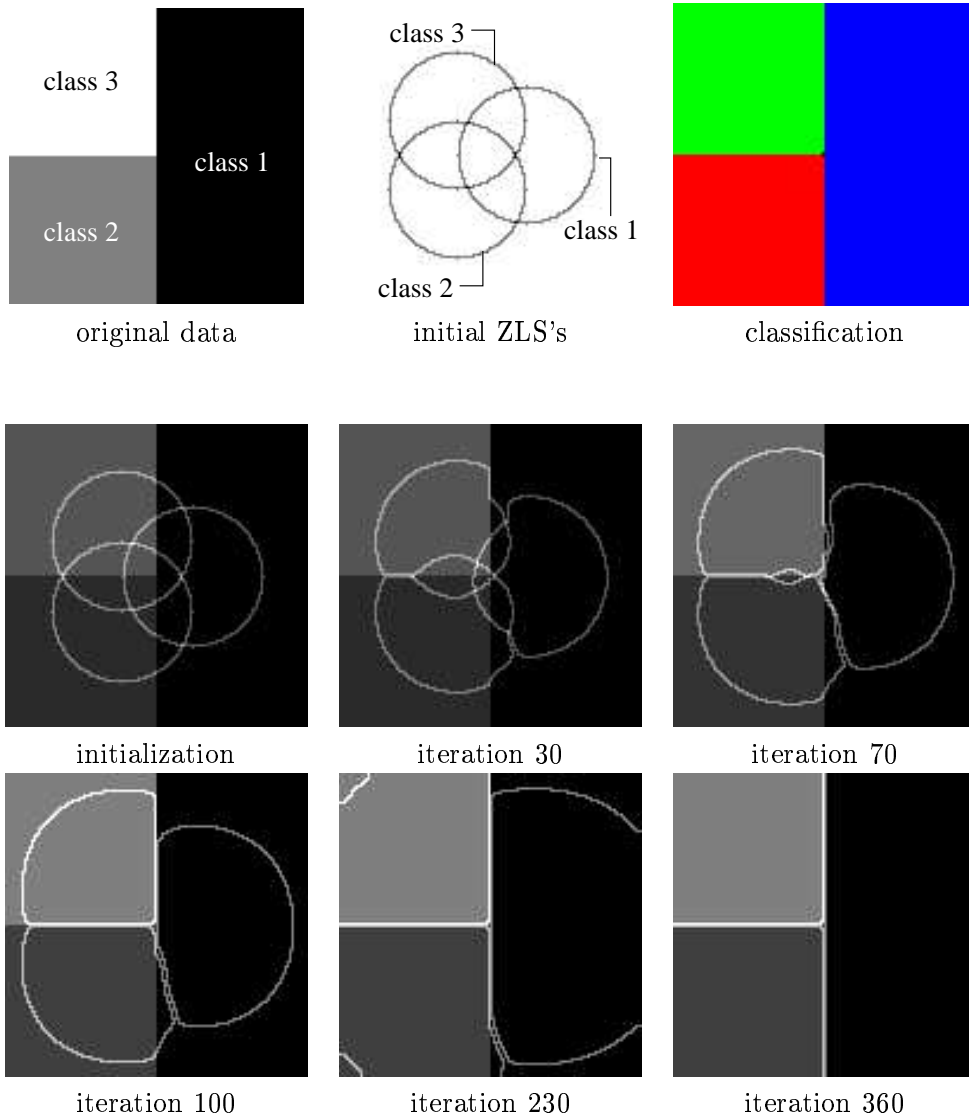 class 3
class 1
class 2
class 3
class 1
class 2
original data
initial ZLS's
classification
initialization
iteration 30
iteration 70
iteration 100
iteration 230
iteration 360